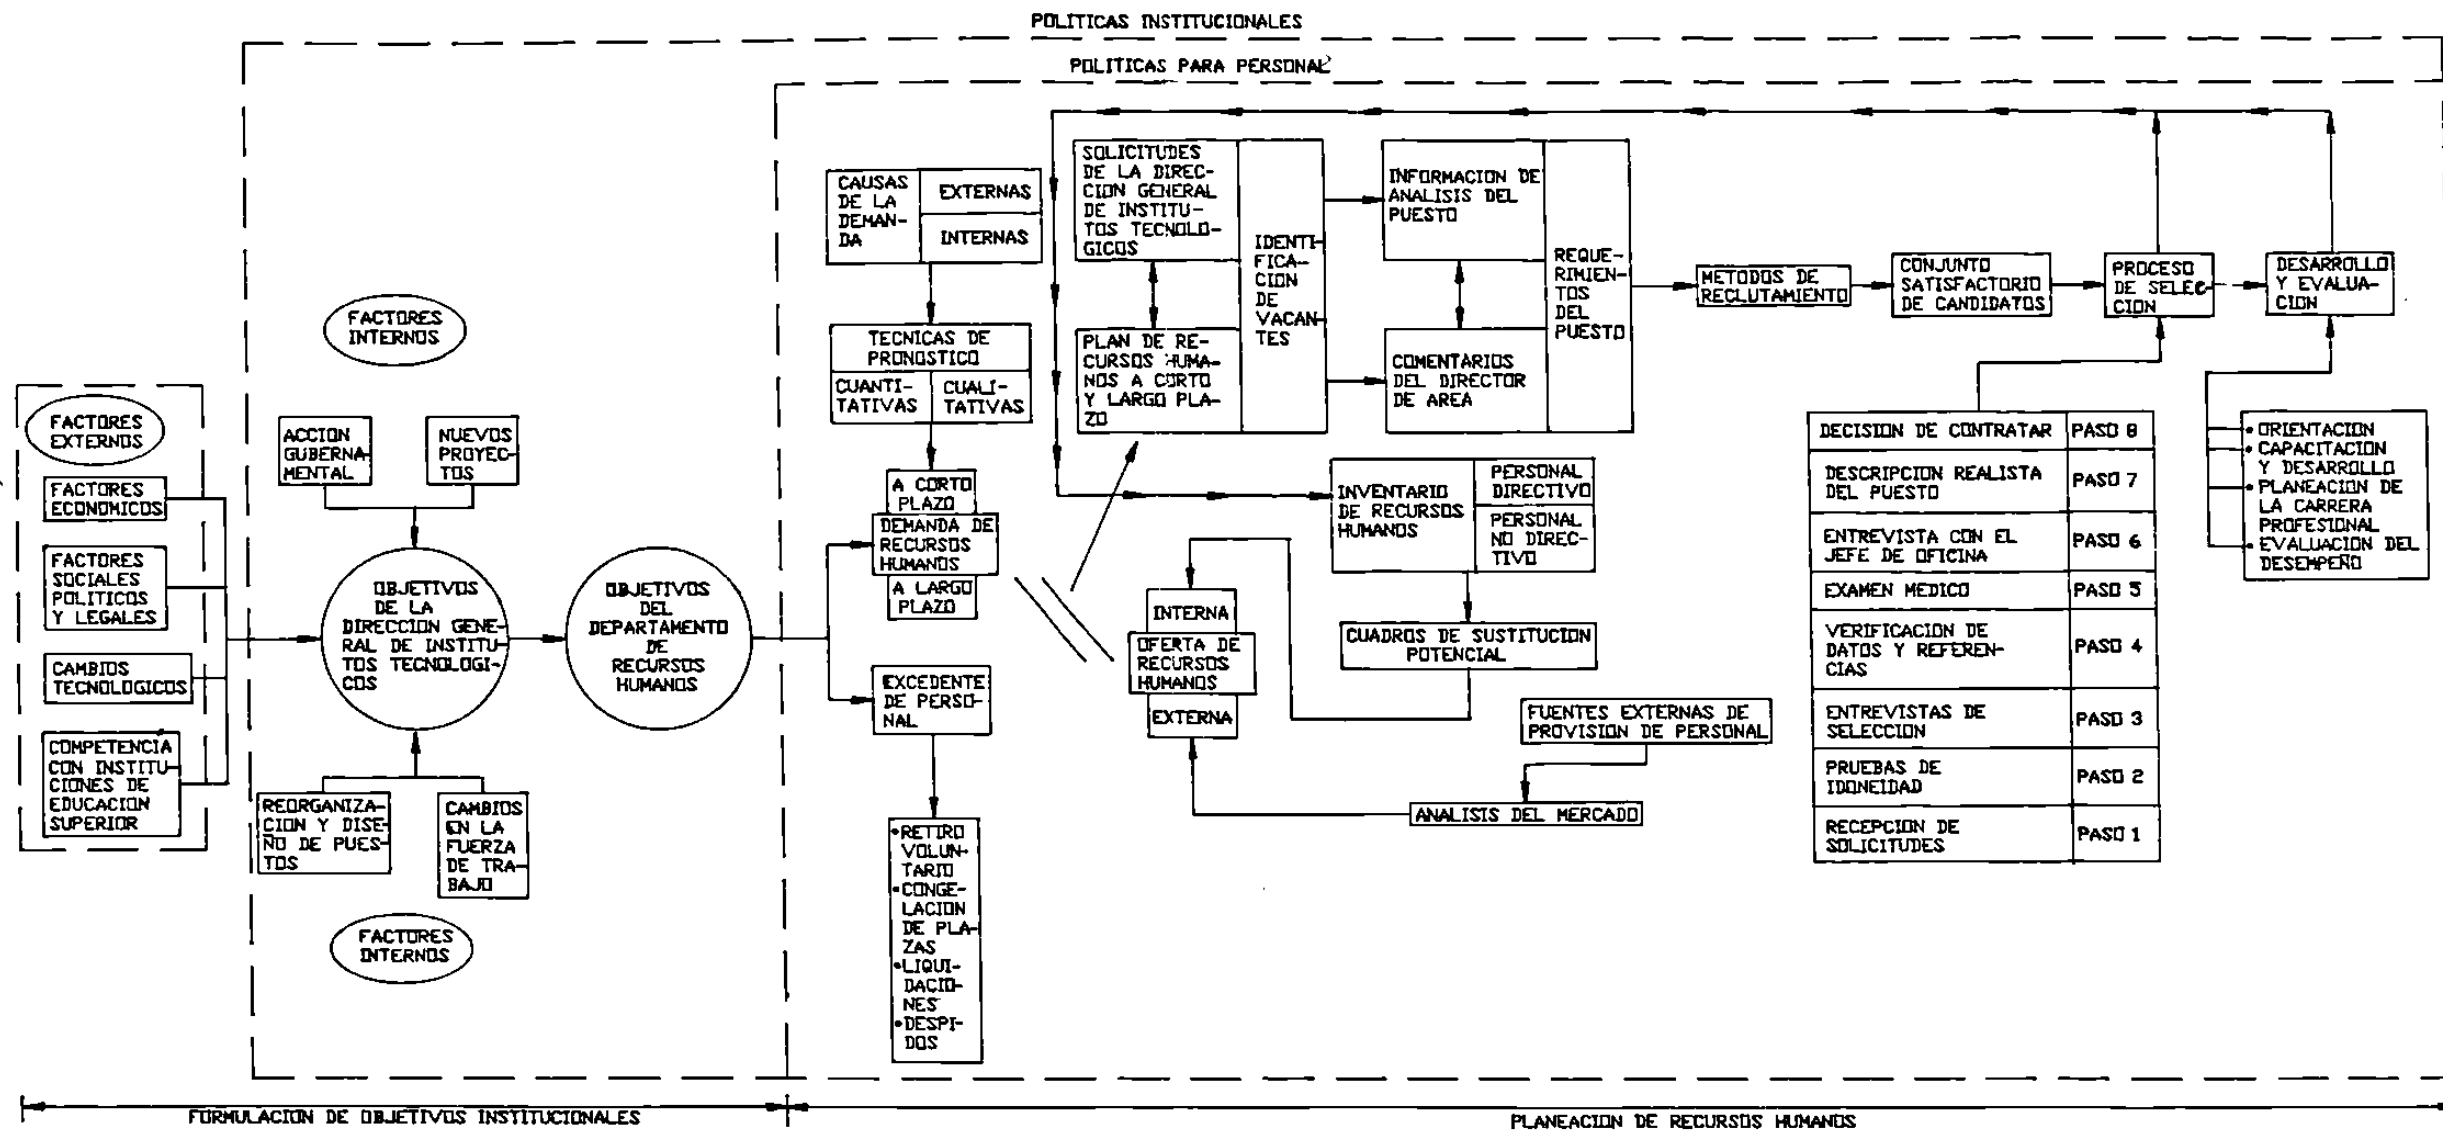 POLITICAS INSTITUCIONALES
POLITICAS PARA PERSONAL
FACTORES
EXTERNOS
FACTORES
ECONOMICOS
FACTORES
SOCIALES
POLITICOS
Y LEGALES
CAMBIOS
TECNOLOGICOS
COMPETENCIA
CON INSTITU-
CIONES DE
EDUCACION
SUPERIOR
FACTORES
INTERNOS
ACCION
GUBERNA-
MENTAL
NUEVOS
PROYEC-
TOS
OBJETIVOS
DE LA
DIRECCION GENE-
RAL DE INSTITU-
TOS TECNOLOGI-
COS
REORGANIZA-
CION Y DISE-
ÑO DE PUES-
TOS
CAMBIOS
EN LA
FUERZA
DE TRA-
BAJO
FACTORES
INTERNOS
OBJETIVOS
DEL
DEPARTAMENTO
DE
RECURSOS
HUMANOS
CAUSAS
DE LA
DEMAN-
DA
EXTERNAS
INTERNAS
TECNICAS DE
PRONOSTICO
CUANTI-
TATIVAS
CUALI-
TATIVAS
A CORTO
PLAZO
DEMANDA DE
RECURSOS
HUMANOS
A LARGO
PLAZO
EXCEDENTE
DE PERSO-
NAL
•RETIRO
VOLUN-
TARIO
•CONGE-
LACION
DE PLA-
ZAS
•LIQUI-
DACIO-
NES
•DESPI-
DOS
SOLICITUDES
DE LA DIREC-
CION GENERAL
DE INSTITU-
TOS TECNOLO-
GICOS
PLAN DE RE-
CURSOS HUMA-
NOS A CORTO
Y LARGO PLA-
ZO
IDENTI-
FICA-
CION
DE
VACAN-
TES
INFORMACION DE
ANALISIS DEL
PUESTO
COMENTARIOS
DEL DIRECTOR
DE AREA
REQUE-
RIMIEN-
TOS
DEL
PUESTO
INVENTARIO
DE RECURSOS
HUMANOS
PERSONAL
DIRECTIVO
PERSONAL
NO DIREC-
TIVO
INTERNA
OFERTA DE
RECURSOS
HUMANOS
EXTERNA
CUADROS DE SUSTITUCION
POTENCIAL
FUENTES EXTERNAS DE
PROVISION DE PERSONAL
ANALISIS DEL MERCADO
METODOS DE
RECLUTAMIENTO
CONJUNTO
SATISFACTORIO
DE CANDIDATOS
PROCESO
DE SELEC-
CION
DESARROLLO
Y EVALUA-
CION
DECISION DE CONTRATAR PASO 8
DESCRIPCION REALISTA
DEL PUESTO PASO 7
ENTREVISTA CON EL
JEFE DE OFICINA PASO 6
EXAMEN MEDICO PASO 5
VERIFICACION DE
DATOS Y REFEREN-
CIAS PASO 4
ENTREVISTAS DE
SELECCION PASO 3
PRUEBAS DE
IDONEIDAD PASO 2
RECEPCION DE
SOLICITUDES PASO 1
• ORIENTACION
• CAPACITACION
Y DESARROLLO
• PLANEACION DE
LA CARRERA
PROFESIONAL
• EVALUACION DEL
DESEMPEÑO
FORMULACION DE OBJETIVOS INSTITUCIONALES
PLANEACION DE RECURSOS HUMANOS